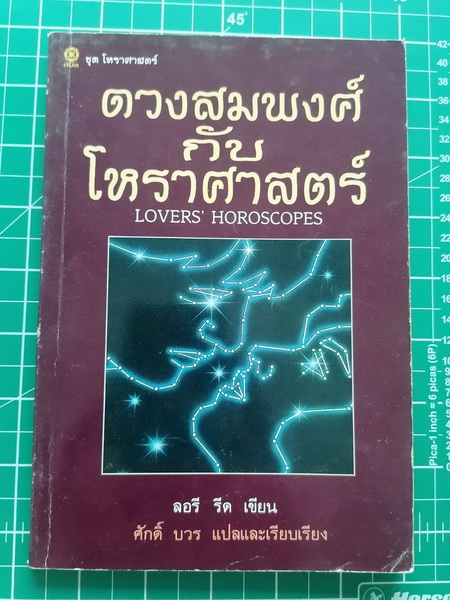 45°
ชุด โหราศาสตร์
ดวงสมพงศ์
กับ
โหราศาสตร์
LOVERS' HOROSCOPES
ลอรี รีด เขียน
ศักดิ์ บวร แปลและเรียบเรียง
Pica-1 inch = 6 picas (6P)